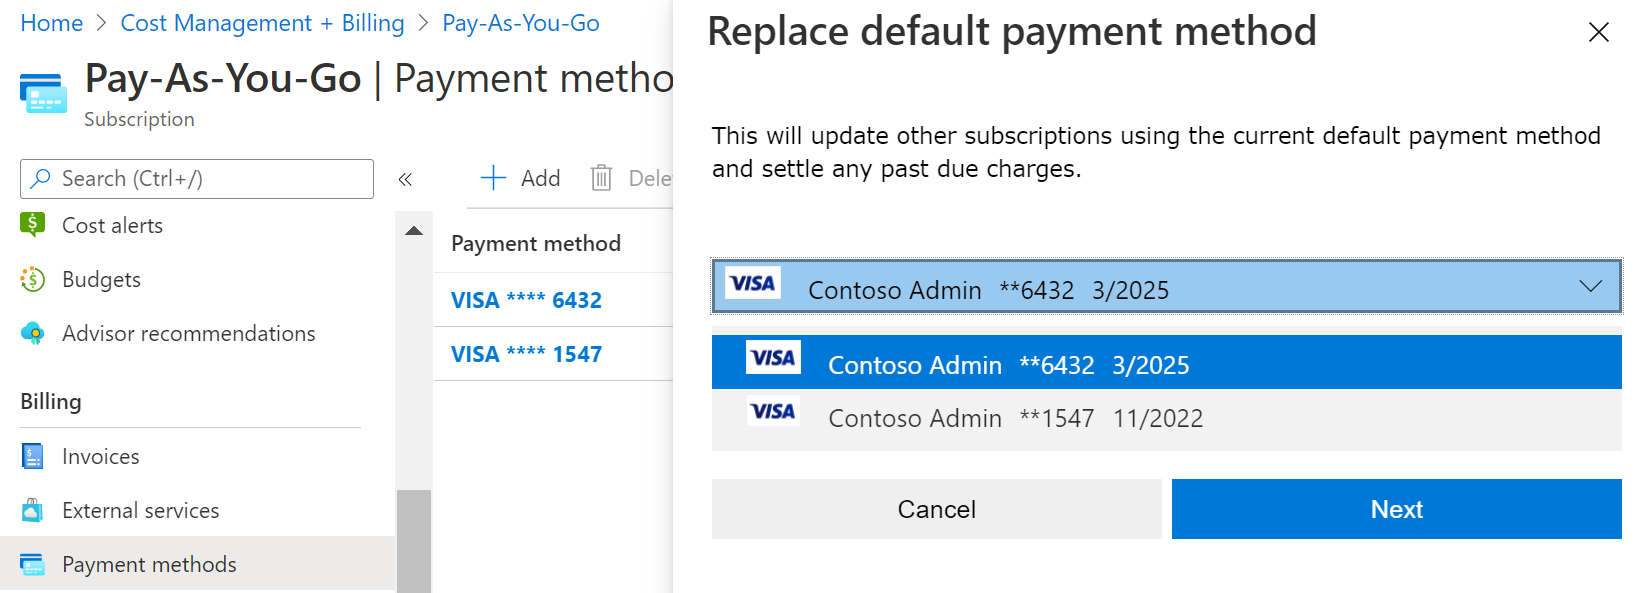 Home > Cost Management + Billing > Pay-As-You-Go
Pay-As-You-Go | Payment metho
Subscription
Search (Ctrl+/)
«
Cost alerts
Budgets
Advisor recommendations
Billing
Invoices
External services
Payment methods
+ Add
Dele
Payment method
VISA **** 6432
VISA **** 1547
Replace default payment method
This will update other subscriptions using the current default payment method
and settle any past due charges.
VISA Contoso Admin **6432 3/2025
VISA Contoso Admin **6432 3/2025
VISA Contoso Admin **1547 11/2022
Cancel
Next